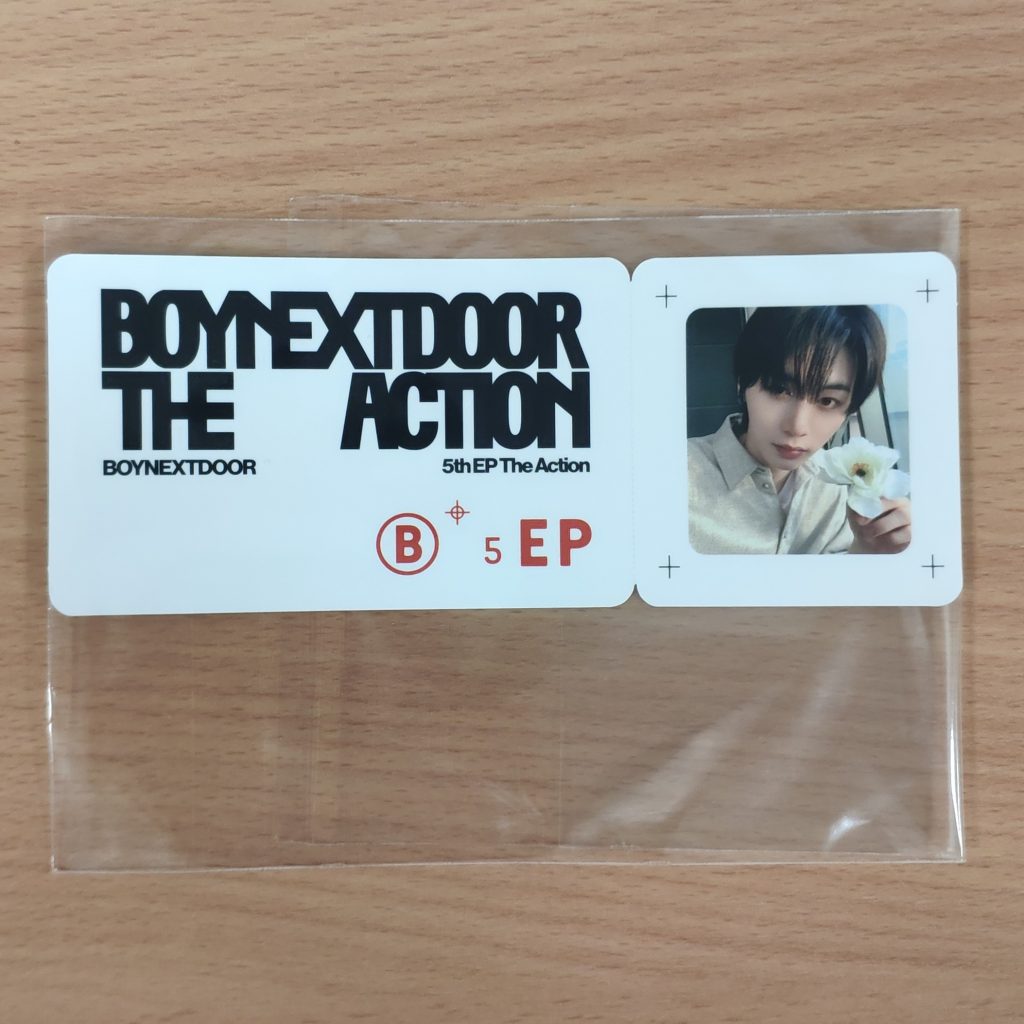 BOYNEXTDOOR
THE ACTION
BOYNEXTDOOR 5th EP The Action
B 5 EP